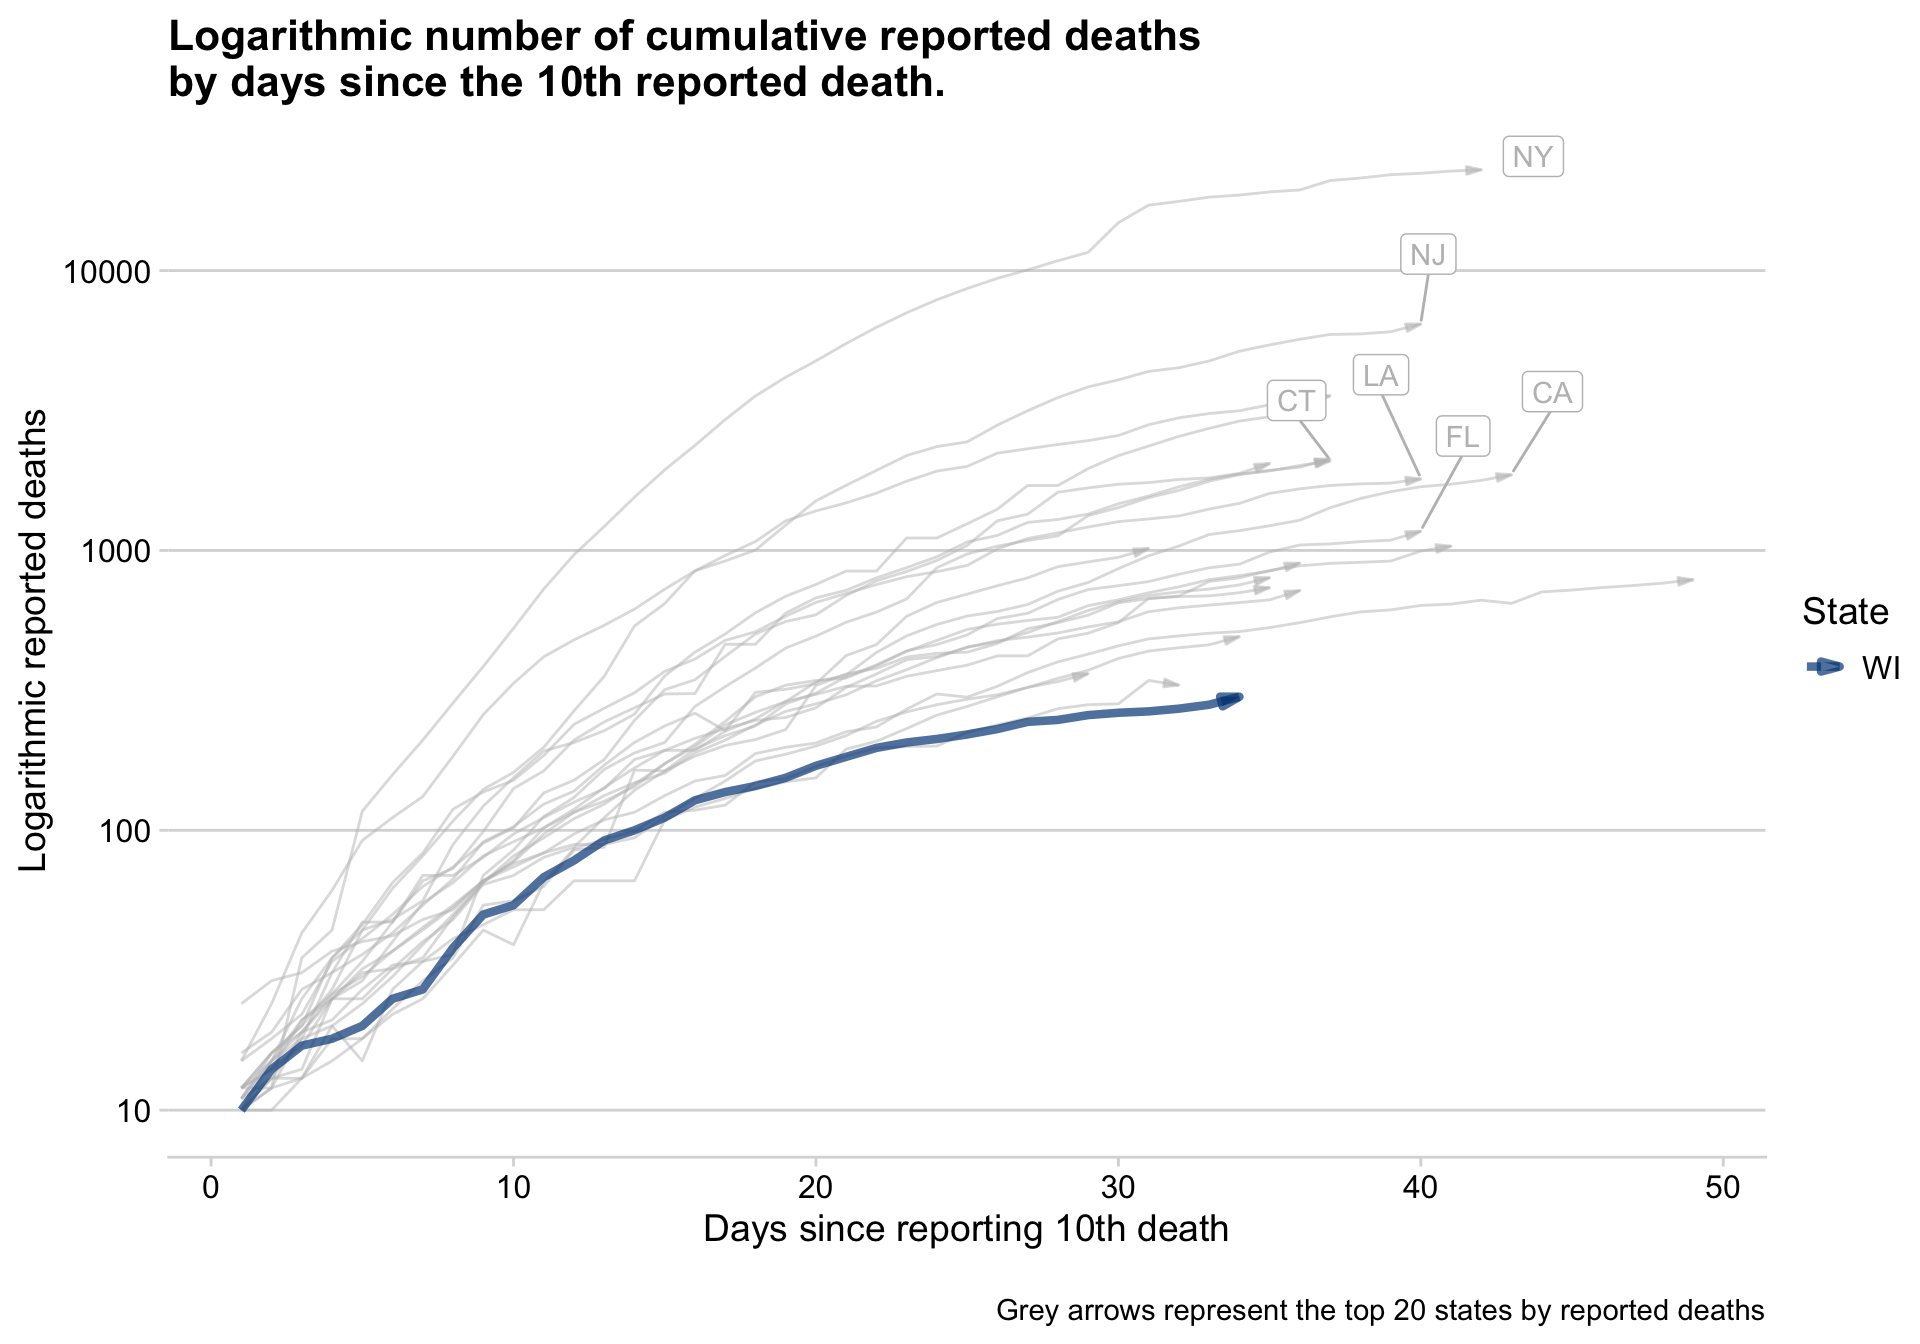 Logarithmic number of cumulative reported deaths
by days since the 10th reported death.
NY
NJ
LA
CT
CA
FL
10000
1000
100
10
Logarithmic reported deaths
State
WI
0 10 20 30 40 50
Days since reporting 10th death
Grey arrows represent the top 20 states by reported deaths